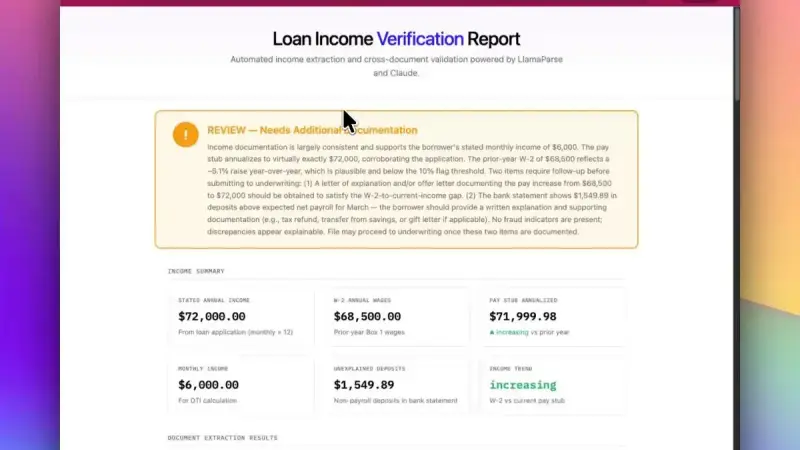 Loan Income Verification Report
Automated income extraction and cross-document validation powered by LlamaParse
and Claude.
!
REVIEW — Needs Additional ocumentation
Income documentation is largely consistent and supports the borrower's stated monthly income of $6,000. The pay
stub annualizes to virtually exactly $72,000, corroborating the application. The prior-year W-2 of $68,500 reflects a
~5.1% raise year-over-year, which is plausible and below the 10% flag threshold. Two items require follow-up before
submitting to underwriting: (1) A letter of explanation and/or offer letter documenting the pay increase from $68,500
to $72,000 should be obtained to satisfy the W-2-to-current-income gap. (2) The bank statement shows $1,549.89 in
deposits above expected net payroll for March — the borrower should provide a written explanation and supporting
documentation (e.g., tax refund, transfer from savings, or gift letter if applicable). No fraud indicators are present;
discrepancies appear explainable. File may proceed to underwriting once these two items are documented.
INCOME SUMMARY
STATED ANNUAL INCOME
$72,000.00
From loan application (monthly × 12)
W-2 ANNUAL WAGES
$68,500.00
Prior year Box 1 wages
PAY STUB ANNUALIZED
$71,999.98
▲ increasing vs prior year
MONTHLY INCOME
$6,000.00
For DTI calculation
UNEXPLAINED DEPOSITS
$1,549.89
Non-payroll deposits in bank statement
INCOME TREND
increasing
W-2 vs current pay stub
DOCUMENT EXTRACTION RESULTS